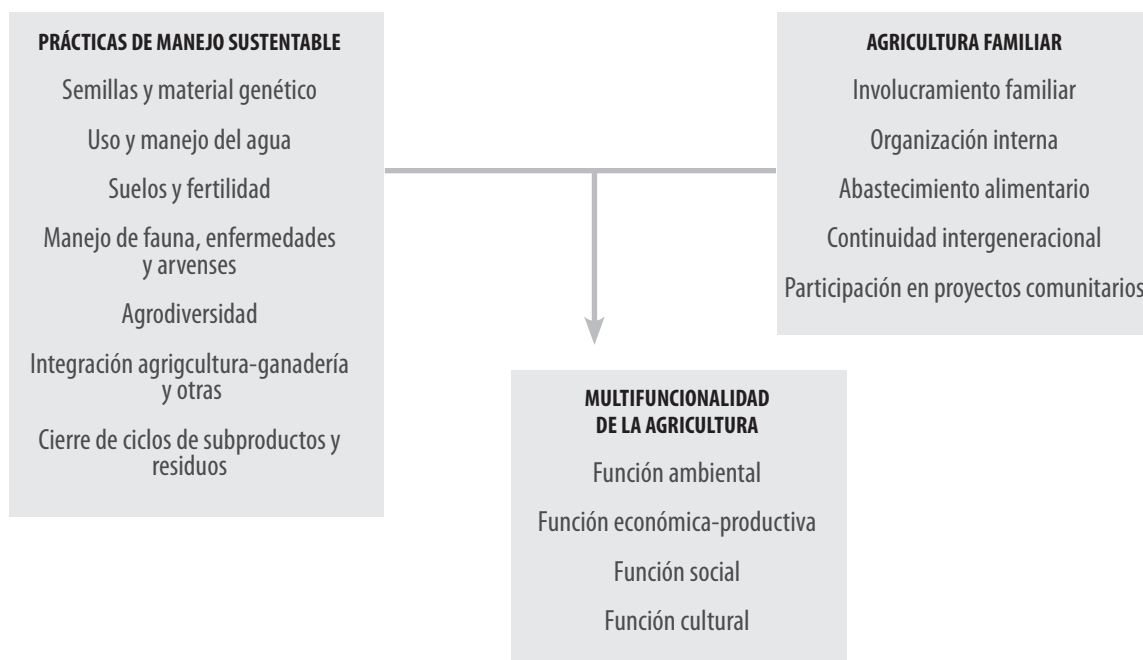 PRÁCTICAS DE MANEJO SUSTENTABLE
Semillas y material genético
Uso y manejo del agua
Suelos y fertilidad
Manejo de fauna, enfermedades
y arvenses
Agrodiversidad
Integración agrigcultura-ganadería
y otras
Cierre de ciclos de subproductos y
residuos
AGRICULTURA FAMILIAR
Involucramiento familiar
Organización interna
Abastecimiento alimentario
Continuidad intergeneracional
Participación en proyectos comunitarios
MULTIFUNCIONALIDAD
DE LA AGRICULTURA
Función ambiental
Función económica-productiva
Función social
Función cultural